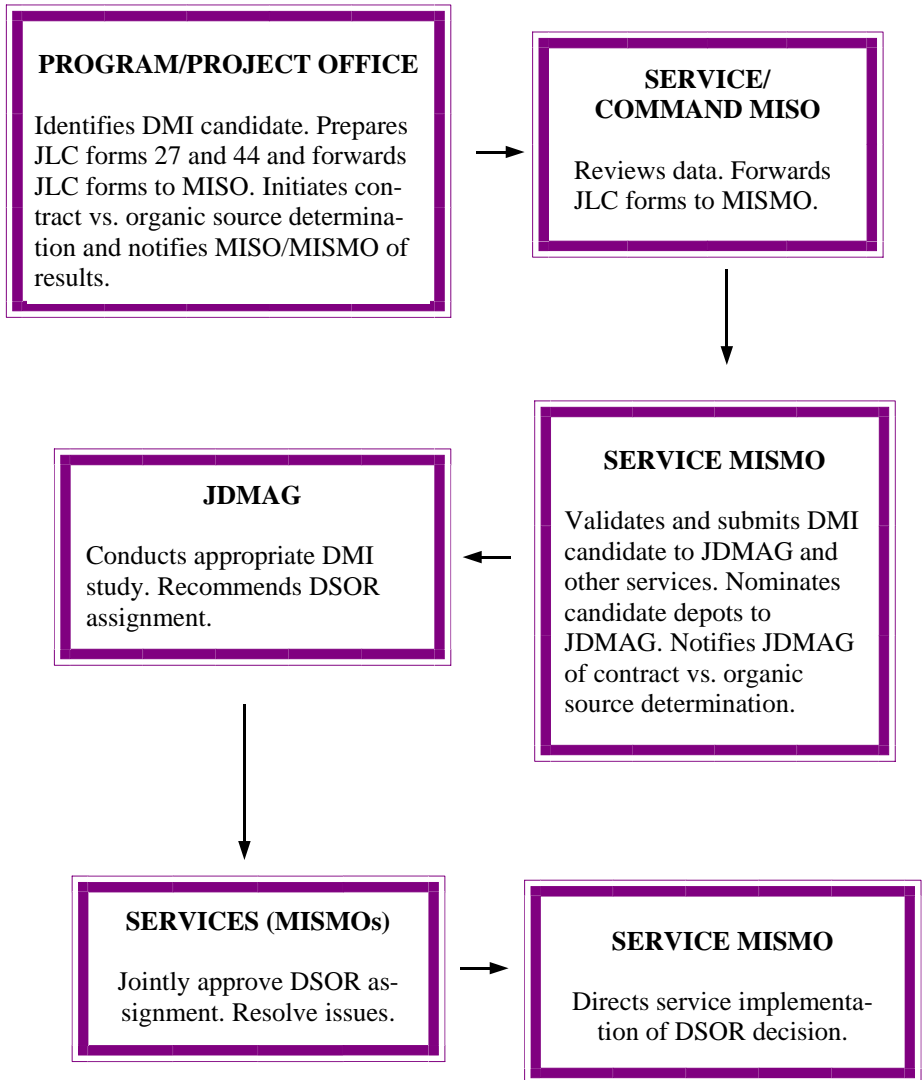 PROGRAM/PROJECT OFFICE
Identifies DMI candidate. Prepares
JLC forms 27 and 44 and forwards
JLC forms to MISO. Initiates con-
tract vs. organic source determina-
tion and notifies MISO/MISMO of
results.
SERVICE/
COMMAND MISO
Reviews data. Forwards
JLC forms to MISMO.
SERVICE MISMO
Validates and submits DMI
candidate to JDMAG and
other services. Nominates
candidate depots to
JDMAG. Notifies JDMAG
of contract vs. organic
source determination.
JDMAG
Conducts appropriate DMI
study. Recommends DSOR
assignment.
SERVICES (MISMOs)
Jointly approve DSOR as-
signment. Resolve issues.
SERVICE MISMO
Directs service implementa-
tion of DSOR decision.